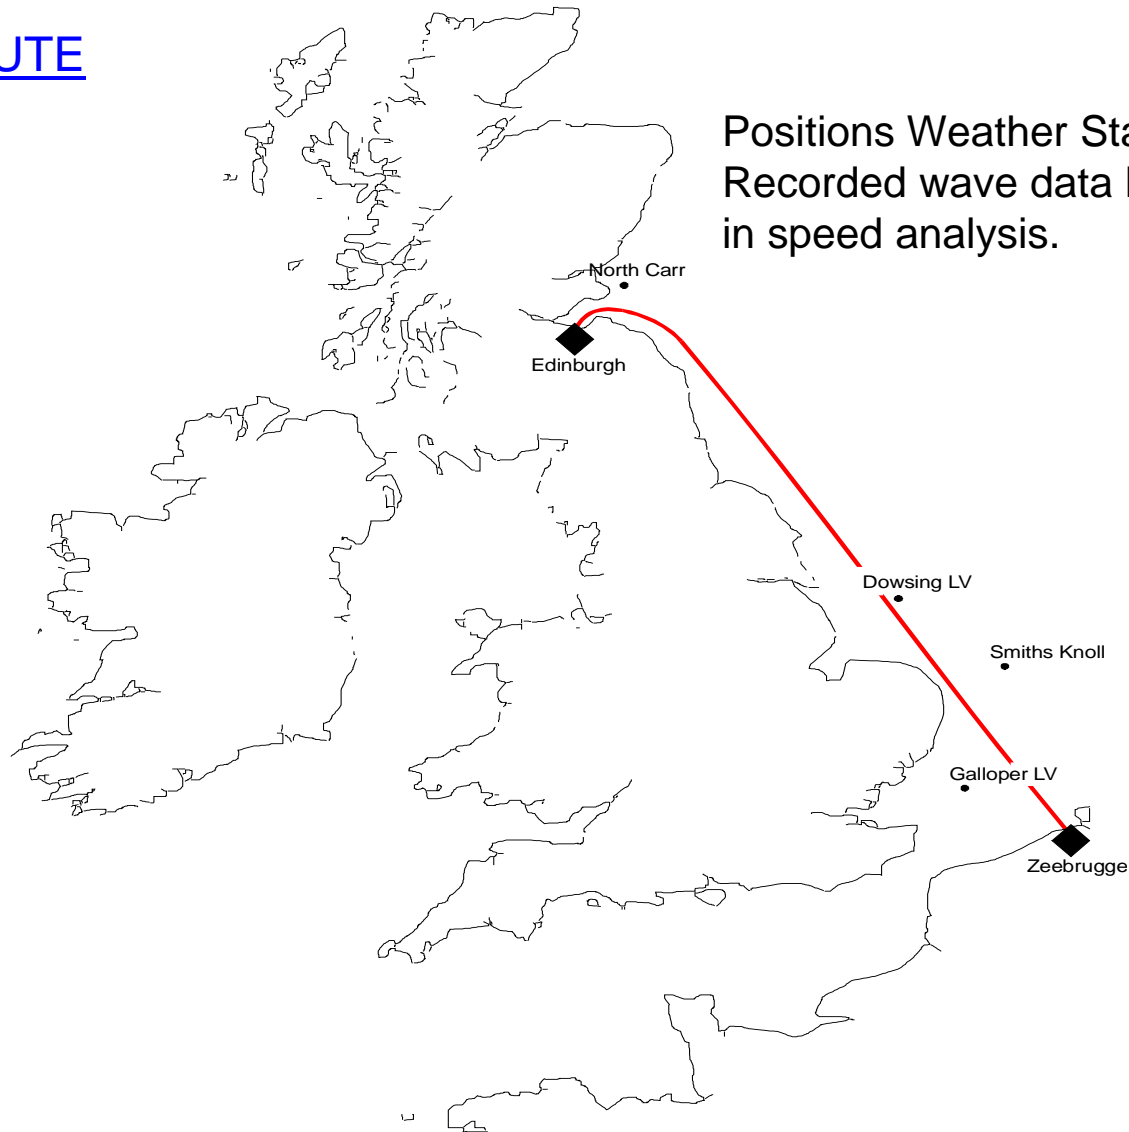 UTE
Positions Weather Sta
Recorded wave data
in speed analysis.
North Carr
Edinburgh
Dowsing LV
Smiths Knoll
Galloper LV
Zeebrugge